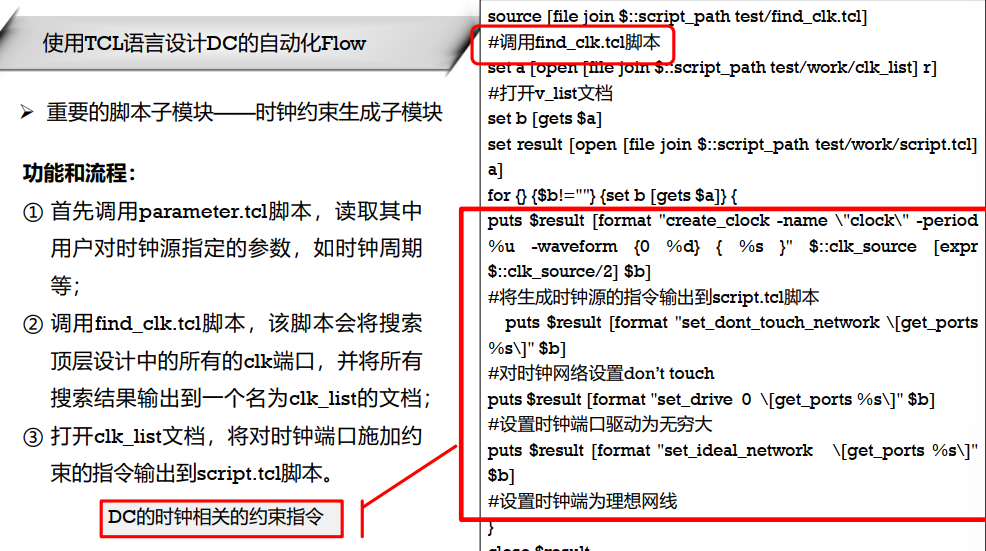 使用TCL语言设计DC的自动化Flow
➢ 重要的脚本子模块——时钟约束生成子模块
功能和流程：
① 首先调用parameter.tcl脚本，读取其中
用户对时钟源指定的参数，如时钟周期
等；
② 调用find_clk.tcl脚本，该脚本会将搜索
顶层设计中的所有的clk端口，并将所有
搜索结果输出到一个名为clk_list的文档；
③ 打开clk_list文档，将对时钟端口施加约
束的指令输出到script.tcl脚本。
DC的时钟相关的约束指令
source [file join $::script_path test/find_clk.tcl]
#调用find_clk.tcl脚本
set a [open [file join $::script_path test/work/clk_list] r]
#打开v_list文档
set b [gets $a]
set result [open [file join $::script_path test/work/script.tcl]
a]
for {} {$b!=""} {set b [gets $a]} {
puts $result [format "create_clock -name \"clock\" -period
%u -waveform {0 %d} { %s }" $::clk_source [expr
$::clk_source/2] $b]
#将生成时钟源的指令输出到script.tcl脚本
puts $result [format "set_dont_touch_network \[get_ports
%s\]" $b]
#对时钟网络设置don't touch
puts $result [format "set_drive 0 \[get_ports %s\]" $b]
#设置时钟端口驱动为无穷大
puts $result [format "set_ideal_network \[get_ports %s\]"
$b]
#设置时钟端为理想网线
}
close $result